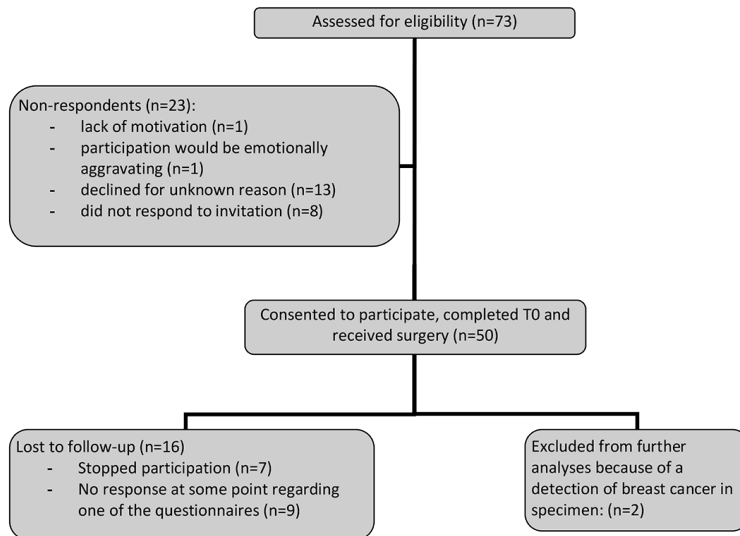 Assessed for eligibility (n=73)
Non-respondents (n=23):
- lack of motivation (n=1)
- participation would be emotionally
aggravating (n=1)
- declined for unknown reason (n=13)
- did not respond to invitation (n=8)
Consented to participate, completed T0 and
received surgery (n=50)
Lost to follow-up (n=16)
- Stopped participation (n=7)
- No response at some point regarding
one of the questionnaires (n=9)
Excluded from further
analyses because of a
detection of breast cancer in
specimen: (n=2)